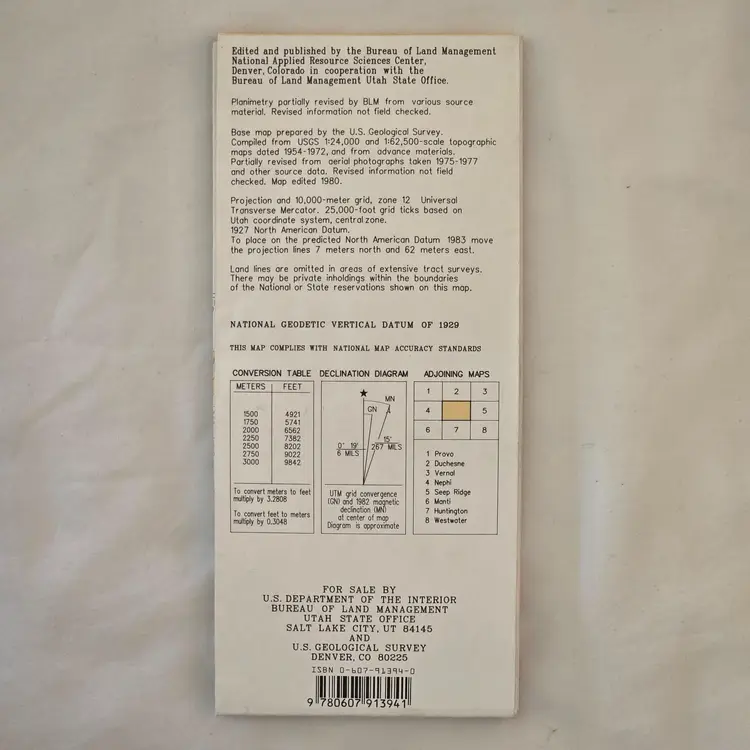 Edited and published by the Bureau of Land Management
National Applied Resource Sciences Center,
Denver, Colorado in cooperation with the
Bureau of Land Management Utah State Office.
Planimetry partially revised by BLM from various source
material. Revised information not field checked.
Base map prepared by the U.S. Geological Survey.
Compiled from USGS 1:24,000 and 1:62,500-scale topographic
maps dated 1954-1972, and from advance materials.
Partially revised from aerial photographs taken 1975-1977
and other source data. Revised information not field
checked. Map edited 1980.
Projection and 10,000-meter grid, zone 12 Universal
Transverse Mercator. 25,000-foot grid ticks based on
Utah coordinate system, central zone.
1927 North American Datum.
To place on the predicted North American Datum 1983 move
the projection lines 7 meters north and 62 meters east.
Land lines are omitted in areas of extensive tract surveys.
There may be private inholdings within the boundaries
of the National or State reservations shown on this map.
NATIONAL GEODETIC VERTICAL DATUM OF 1929
THIS MAP COMPLIES WITH NATIONAL MAP ACCURACY STANDARDS
CONVERSION TABLE
METERS FEET
1500 4921
1750 5741
2000 6562
2250 7382
2500 8202
2750 9022
3000 9842
To convert meters to feet
multiply by 3.2808
To convert feet to meters
multiply by 0.3048
DECLINATION DIAGRAM
★
MN
GN
0° 19'
6 MILS
15°
267 MILS
UTM grid convergence
(GN) and 1982 magnetic
declination (MN)
at center of map
Diagram is approximate
ADJOINING MAPS
1 2 3
4 5
6 7 8
1 Provo
2 Duchesne
3 Vernal
4 Nephi
5 Seep Ridge
6 Manti
7 Huntington
8 Westwater
FOR SALE BY
U.S. DEPARTMENT OF THE INTERIOR
BUREAU OF LAND MANAGEMENT
UTAH STATE OFFICE
SALT LAKE CITY, UT 84145
AND
U.S. GEOLOGICAL SURVEY
DENVER, CO 80225
ISBN 0-607-91394-0
9 780607 913941